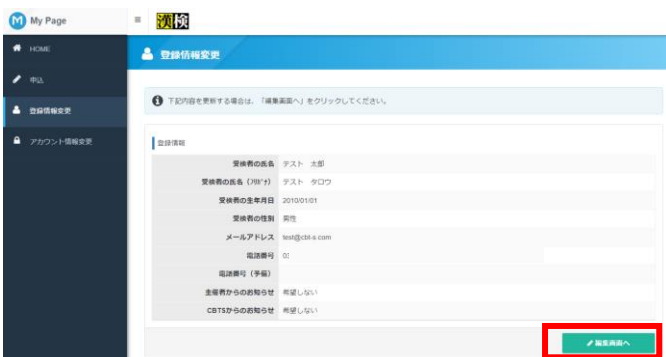 My Page
漢検
HOME
申込
登録情報変更
アカウント情報変更
登録情報変更
下記内容を更新する場合は、「編集画面へ」をクリックしてください。
登録情報
受検者の氏名 テスト 太郎
受検者の氏名（ﾌﾘｶﾞﾅ） テスト タロウ
受検者の生年月日 2010/01/01
受検者の性別 男性
メールアドレス test@cbt-s.com
電話番号 0
電話番号（予備）
主催者からのお知らせ 希望しない
CBTSからのお知らせ 希望しない
編集画面へ